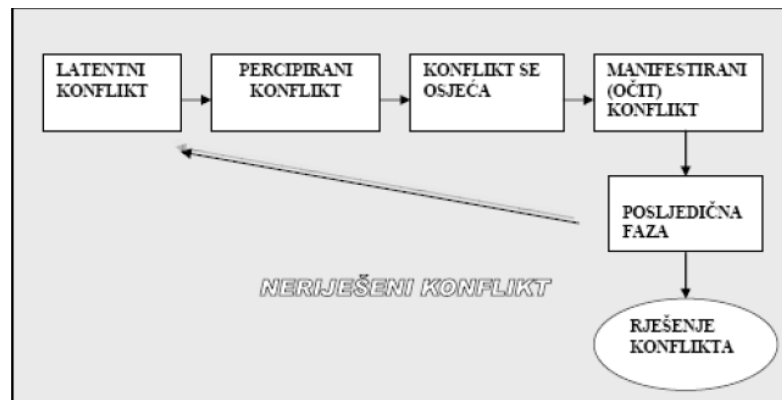 LATENTNI
KONFLIKT
PERCIPIRANI
KONFLIKT
KONFLIKT SE
OSJEĆA
MANIFESTIRANI
(OČIT)
KONFLIKT
POSLJEDIČNA
FAZA
NERIJEŠENI KONFLIKT
RJEŠENJE
KONFLIKTA